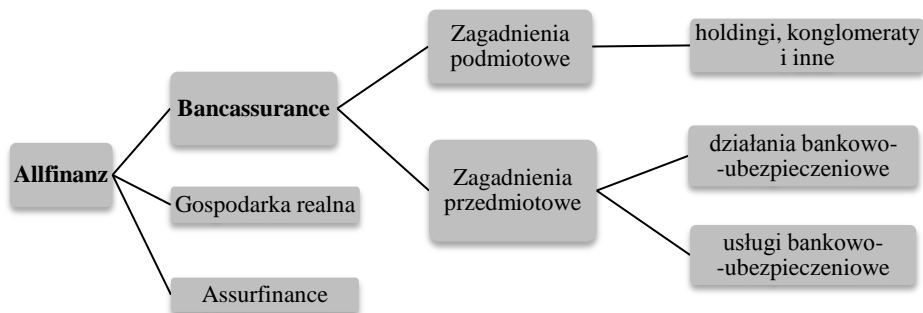 Allfinanz
Bancassurance
Gospodarka realna
Assurfinance
Zagadnienia
podmiotowe
Zagadnienia
przedmiotowe
holdingi, konglomeraty
i inne
działania bankowo-
-ubezpieczeniowe
usługi bankowo-
-ubezpieczeniowe